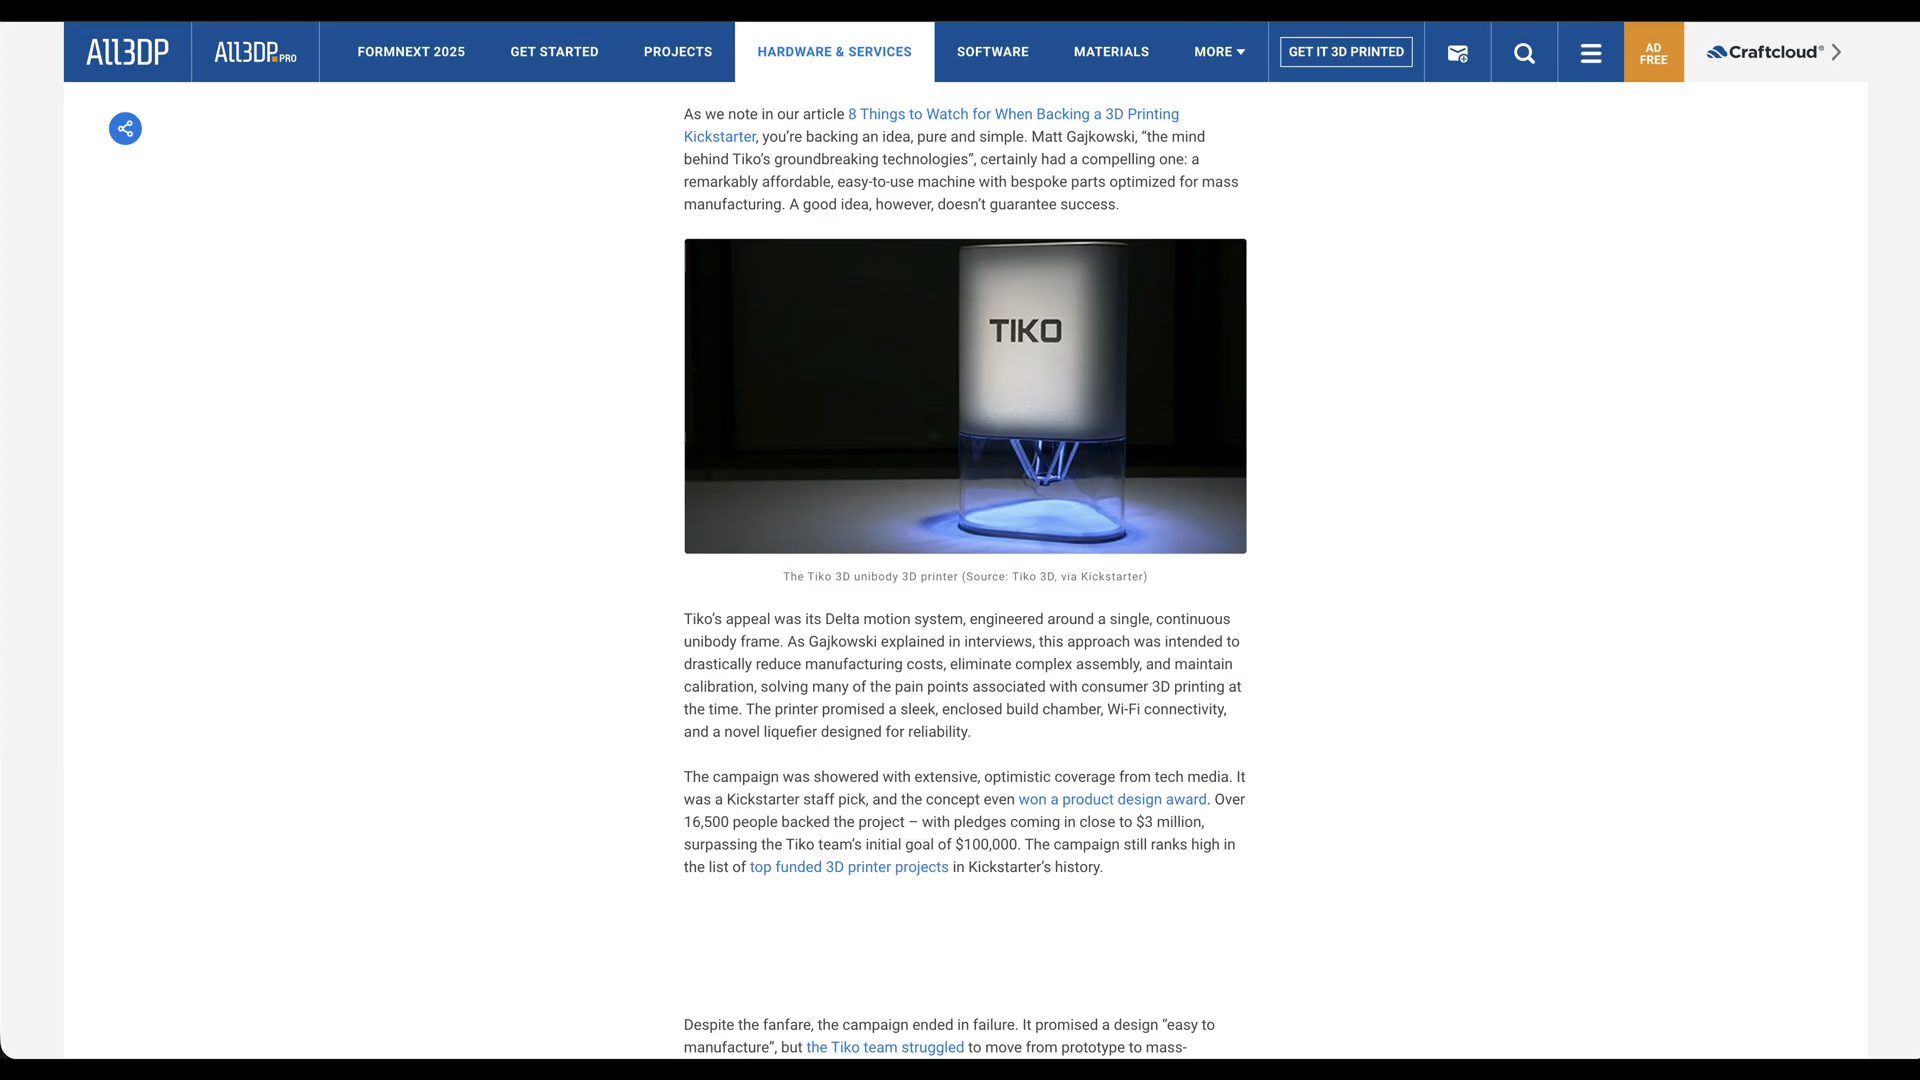 ALL3DP
ALL3DP.PRO
FORMNEXT 2025
GET STARTED
PROJECTS
HARDWARE & SERVICES
SOFTWARE
MATERIALS
MORE
GET IT 3D PRINTED
AD
FREE
Craftcloud®
As we note in our article 8 Things to Watch for When Backing a 3D Printing
Kickstarter, you’re backing an idea, pure and simple. Matt Gajkowski, “the mind
behind Tiko’s groundbreaking technologies”, certainly had a compelling one: a
remarkably affordable, easy-to-use machine with bespoke parts optimized for mass
manufacturing. A good idea, however, doesn’t guarantee success.
TIKO
The Tiko 3D unibody 3D printer (Source: Tiko 3D, via Kickstarter)
Tiko’s appeal was its Delta motion system, engineered around a single, continuous
unibody frame. As Gajkowski explained in interviews, this approach was intended to
drastically reduce manufacturing costs, eliminate complex assembly, and maintain
calibration, solving many of the pain points associated with consumer 3D printing at
the time. The printer promised a sleek, enclosed build chamber, Wi-Fi connectivity,
and a novel liquefier designed for reliability.
The campaign was showered with extensive, optimistic coverage from tech media. It
was a Kickstarter staff pick, and the concept even won a product design award. Over
16,500 people backed the project – with pledges coming in close to $3 million,
surpassing the Tiko team’s initial goal of $100,000. The campaign still ranks high in
the list of top funded 3D printer projects in Kickstarter’s history.
Despite the fanfare, the campaign ended in failure. It promised a design “easy to
manufacture”, but the Tiko team struggled to move from prototype to mass-